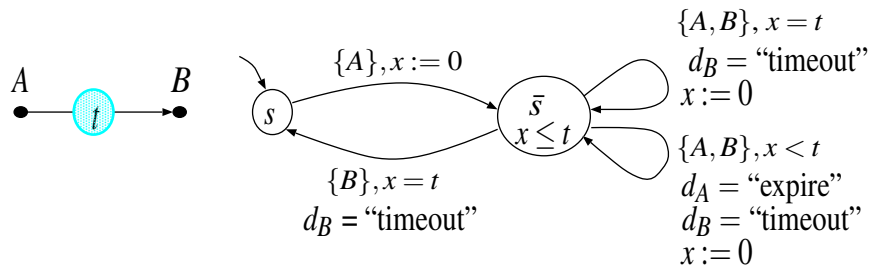 A
t
B
s
{A}, x := 0
{B}, x = t
d_B = "timeout"
s̄
x ≤ t
{A, B}, x = t
d_B = "timeout"
x := 0
{A, B}, x < t
d_A = "expire"
d_B = "timeout"
x := 0